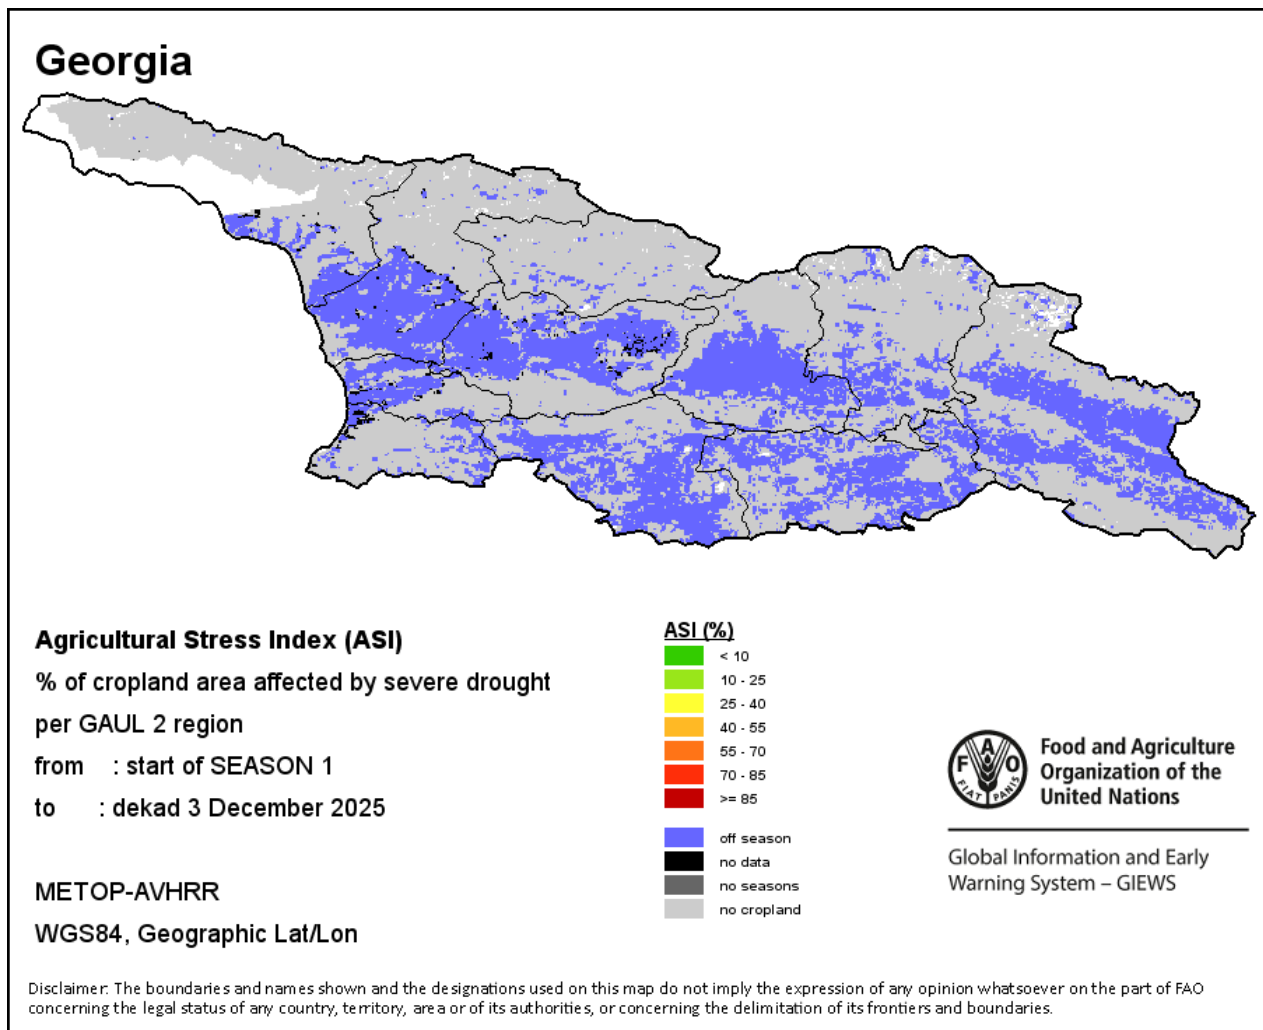 Georgia
Agricultural Stress Index (ASI)
% of cropland area affected by severe drought
per GAUL 2 region
from : start of SEASON 1
to : dekad 3 December 2025
METOP-AVHRR
WGS84, Geographic Lat/Lon
ASI (%)
< 10
10 - 25
25 - 40
40 - 55
55 - 70
70 - 85
>= 85
off season
no data
no seasons
no cropland
F A O
FIAT PANIS
Food and Agriculture
Organization of the
United Nations
Global Information and Early
Warning System – GIEWS
Disclaimer: The boundaries and names shown and the designations used on this map do not imply the expression of any opinion whatsoever on the part of FAO
concerning the legal status of any country, territory, area or of its authorities, or concerning the delimitation of its frontiers and boundaries.